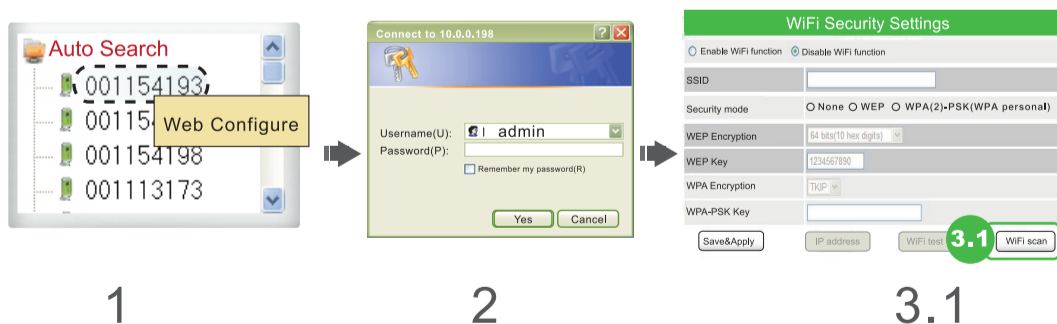 Auto Search
001154193
00115
Web Configure
001154198
001113173
1
Connect to 10.0.0.198
Username(U):
admin
Password(P):
Remember my password(R)
Yes
Cancel
2
WiFi Security Settings
Enable WiFi function
Disable WiFi function
SSID
Security mode
None
WEP
WPA(2)-PSK(WPA personal)
WEP Encryption
64 bits(10 hex digits)
WEP Key
1234567890
WPA Encryption
TKIP
WPA-PSK Key
Save&Apply
IP address
WiFi test
3.1
WiFi scan
3.1